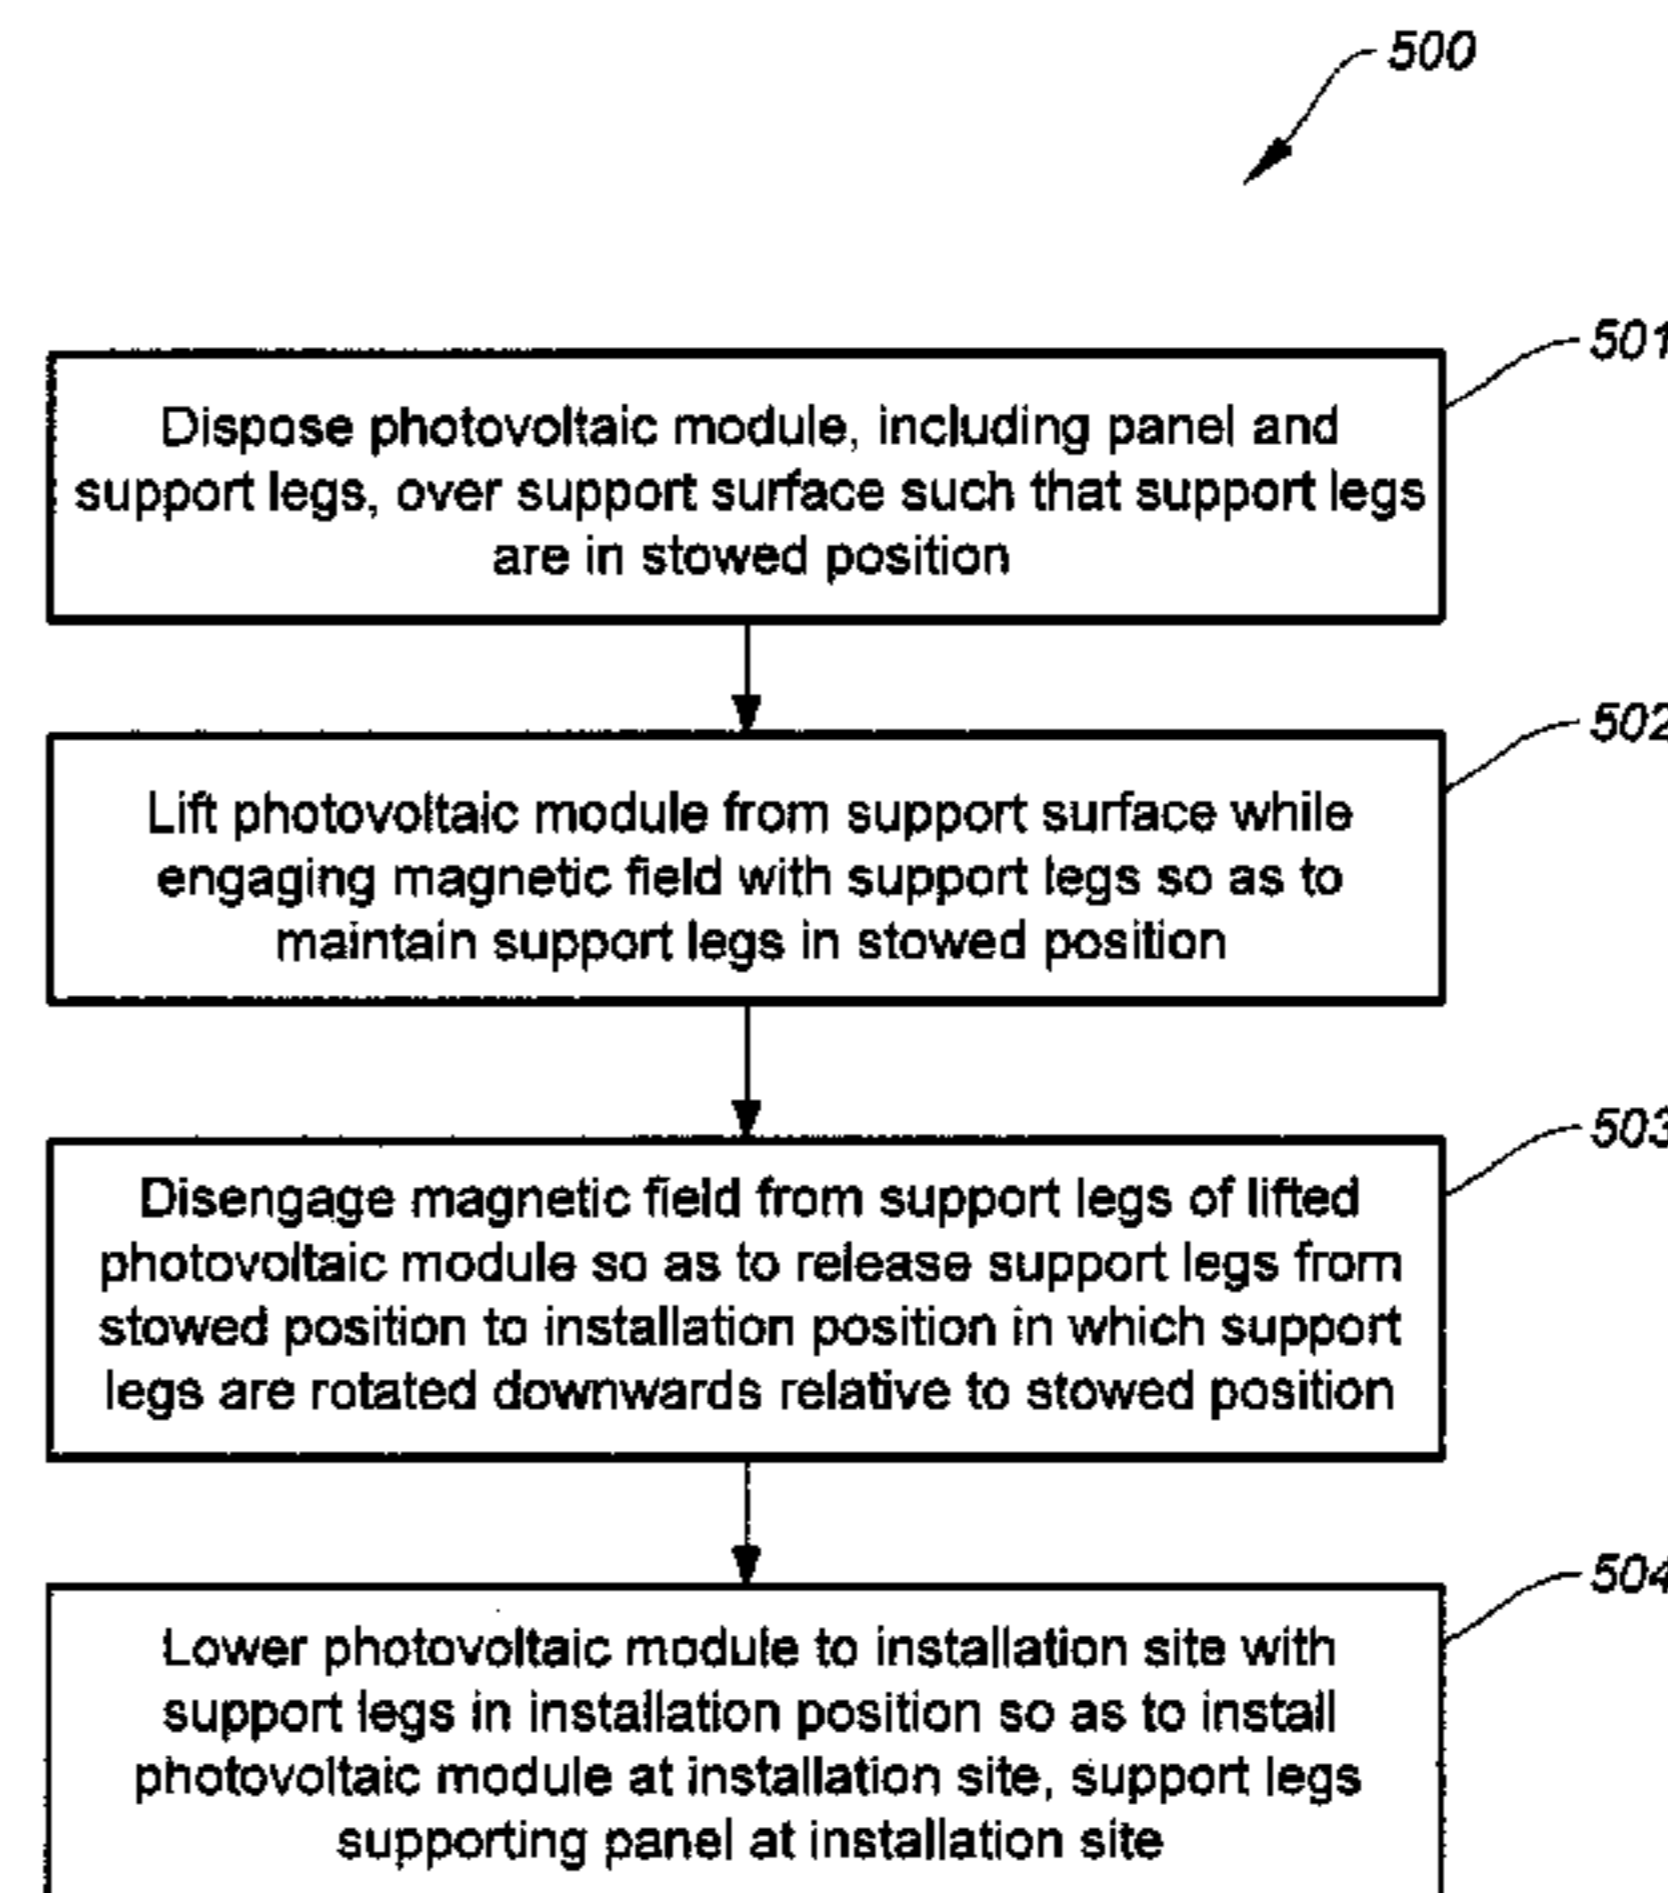 500
501
Dispose photovoltaic module, including panel and
support legs, over support surface such that support legs
are in stowed position
502
Lift photovoltaic module from support surface while
engaging magnetic field with support legs so as to
maintain support legs in stowed position
503
Disengage magnetic field from support legs of lifted
photovoltaic module so as to release support legs from
stowed position to installation position in which support
legs are rotated downwards relative to stowed position
504
Lower photovoltaic module to installation site with
support legs in installation position so as to install
photovoltaic module at installation site, support legs
supporting panel at installation site